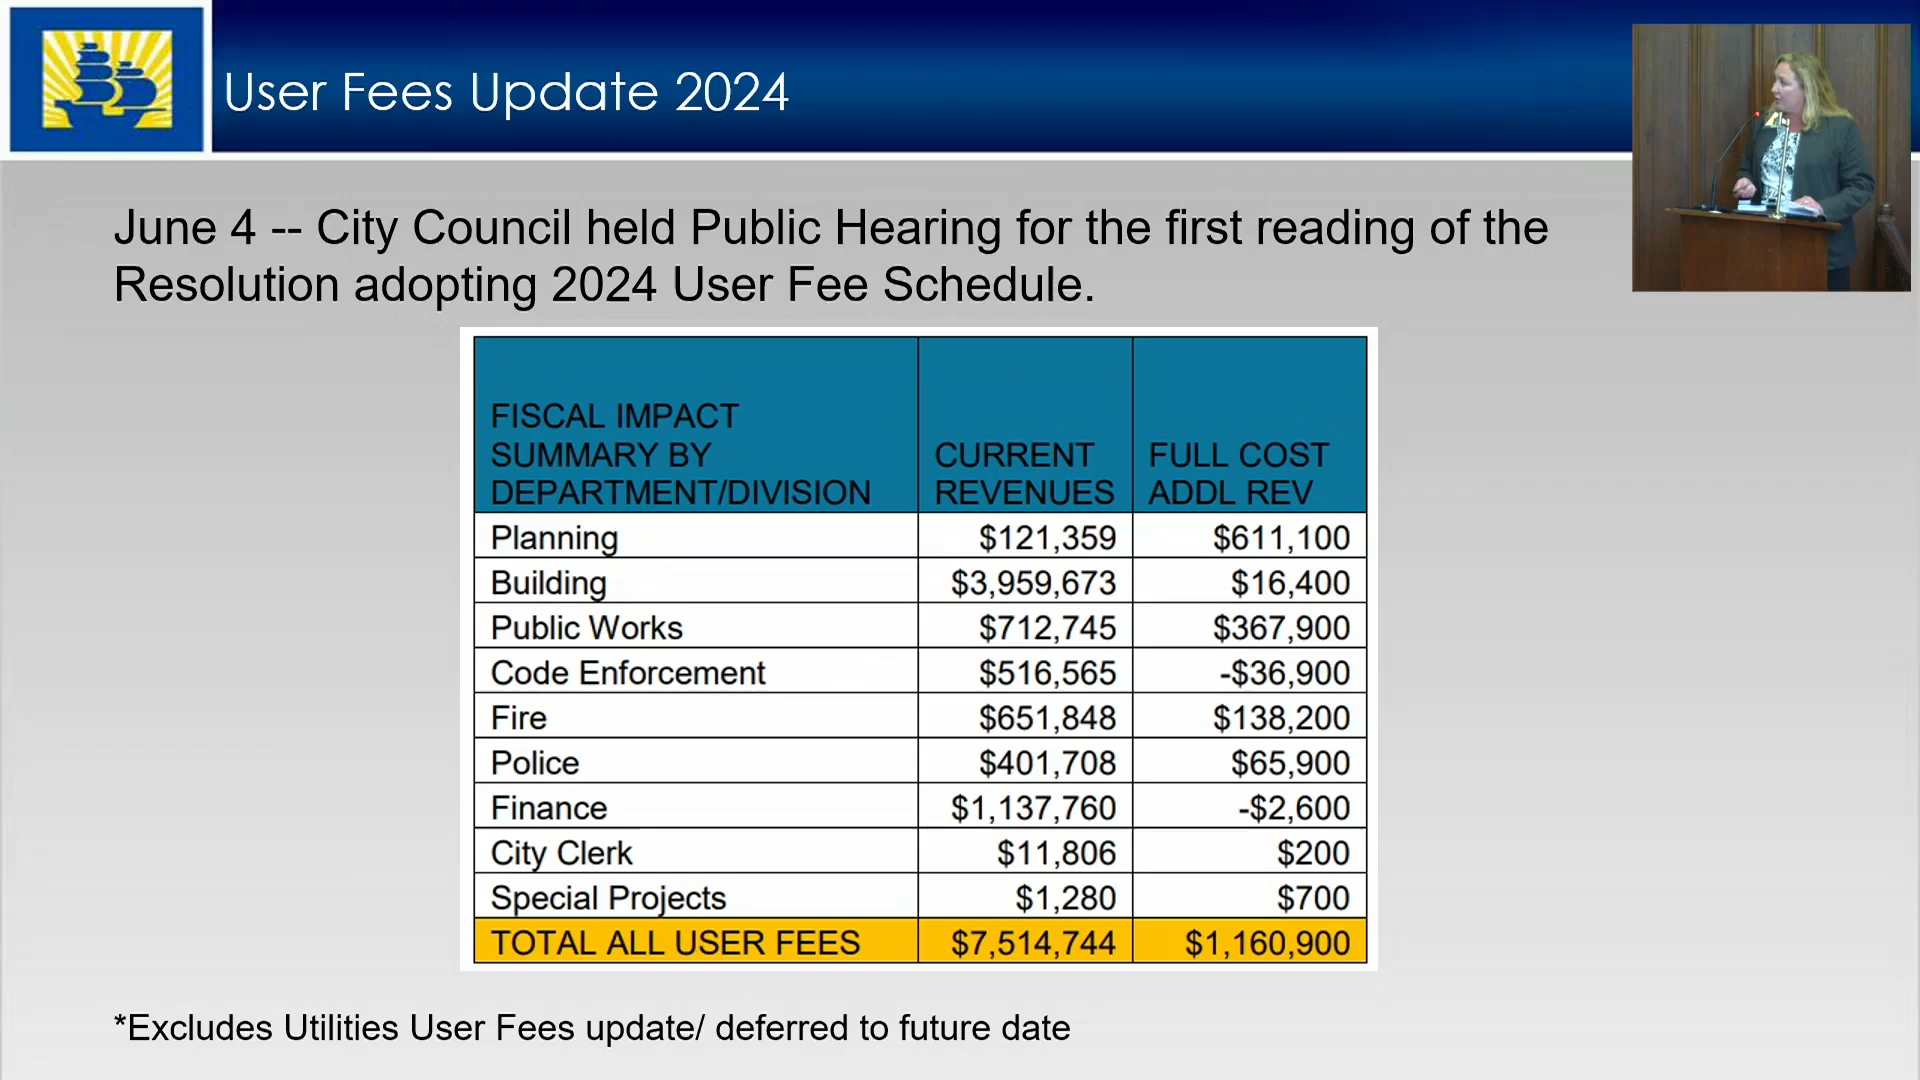 User Fees Update 2024
June 4 -- City Council held Public Hearing for the first reading of the
Resolution adopting 2024 User Fee Schedule.
FISCAL IMPACT
SUMMARY BY
DEPARTMENT/DIVISION
CURRENT
REVENUES
FULL COST
ADDL REV
Planning $121,359 $611,100
Building $3,959,673 $16,400
Public Works $712,745 $367,900
Code Enforcement $516,565 -$36,900
Fire $651,848 $138,200
Police $401,708 $65,900
Finance $1,137,760 -$2,600
City Clerk $11,806 $200
Special Projects $1,280 $700
TOTAL ALL USER FEES $7,514,744 $1,160,900
*Excludes Utilities User Fees update/ deferred to future date